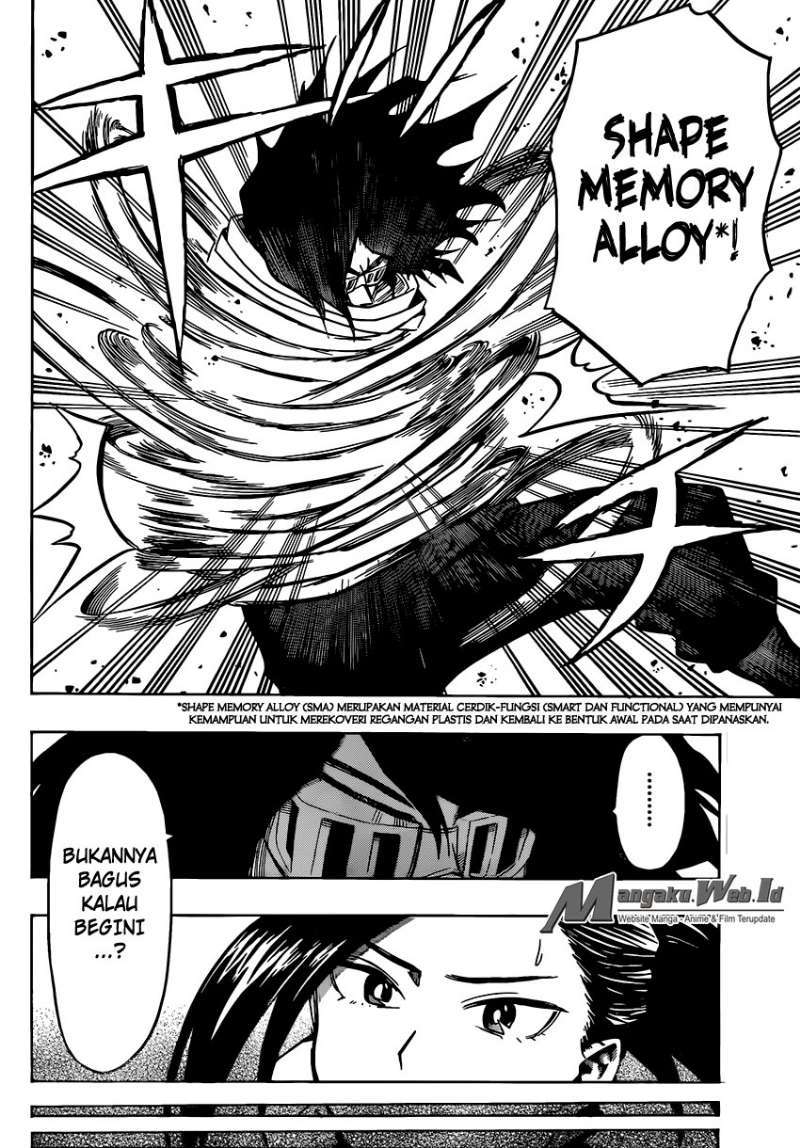 SHAPE
MEMORY
ALLOY*!
*SHAPE MEMORY ALLOY (SMA) MERUPAKAN MATERIAL CERDIK-FUNGSI (SMART DAN FUNCTIONAL) YANG MEMPUNYAI
KEMAMPUAN UNTUK MEREKOVERI REGANGAN PLASTIS DAN KEMBALI KE BENTUK AWAL PADA SAAT DIPANASKAN.
.........
BUKANNYA
BAGUS
KALAU
BEGINI
...?
Mangaku.Web.Id
Website Manga - Anime & Film Terupdate